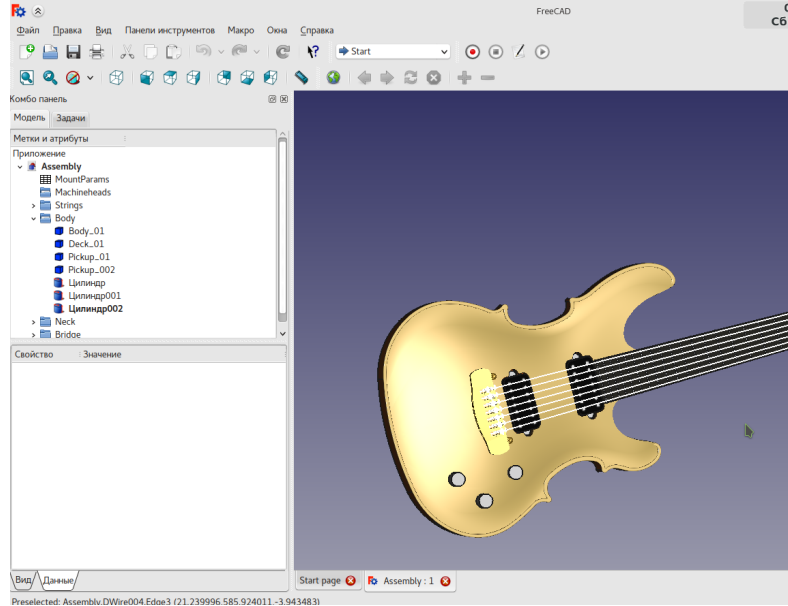 FreeCAD
Сб
Файл Правка Вид Панели инструментов Макро Окна Справка
Start
Комбо панель
Модель Задачи
Метки и атрибуты
Приложение
Assembly
MountParams
Machineheads
Strings
Body
Body_01
Deck_01
Pickup_01
Pickup_002
Цилиндр
Цилиндр001
Цилиндр002
Neck
Bridge
Свойство Значение
Вид Данные
Start page Assembly : 1
Preselected: Assembly.DWire004.Edge3 (21.239996,585.924011,-3.943483)